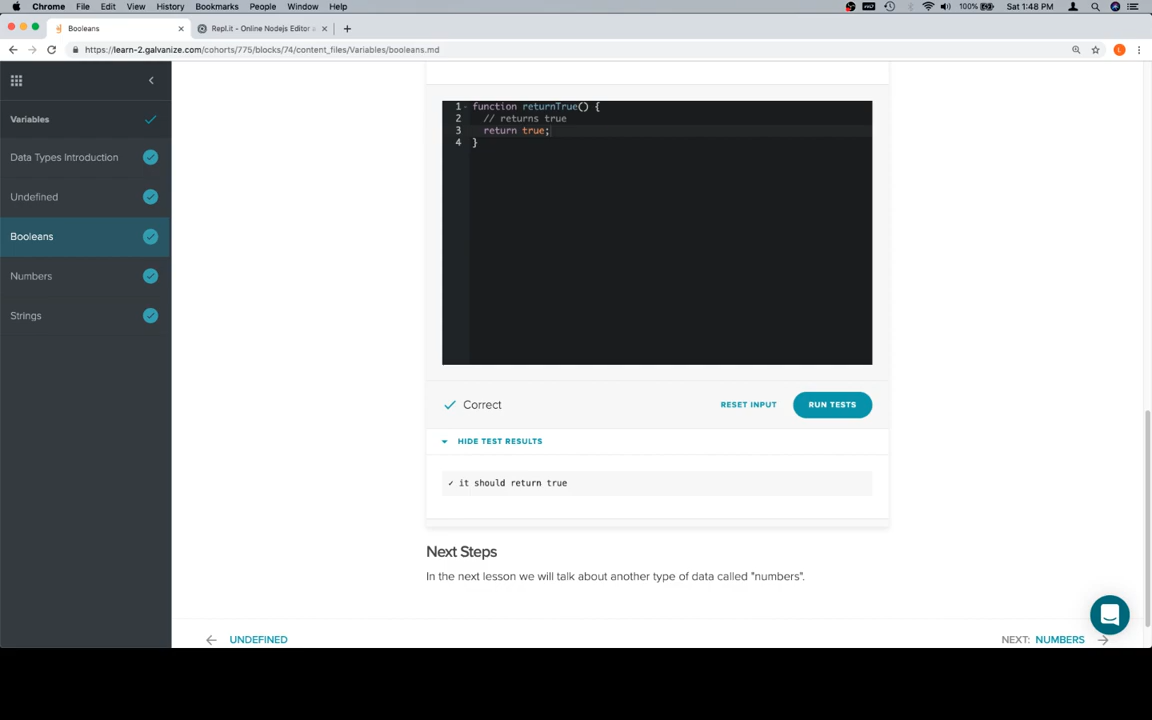 Chrome File Edit View History Bookmarks People Window Help 100% Sat 1:48 PM
Booleans Repl.it - Online Nodejs Editor
https://learn-2.galvanize.com/cohorts/775/blocks/74/content_files/Variables/booleans.md
Variables
Data Types Introduction
Undefined
Booleans
Numbers
Strings
1 function returnTrue() {
2 // returns true
3 return true;
4 }
Correct RESET INPUT RUN TESTS
HIDE TEST RESULTS
✓ it should return true
Next Steps
In the next lesson we will talk about another type of data called "numbers".
UNDEFINED NEXT: NUMBERS